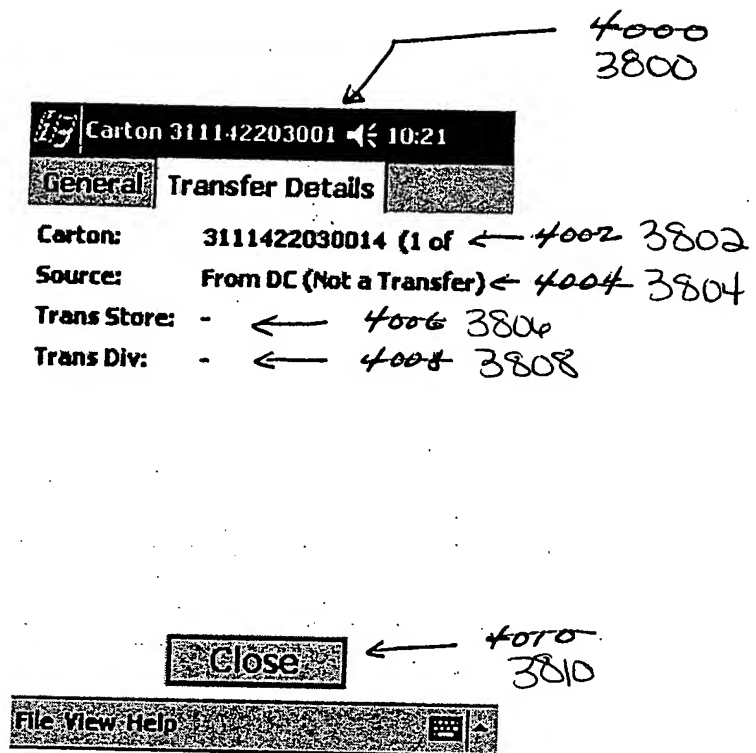 4000
3800
Carton 311142203001 10:21
General Transfer Details
Carton: 3111422030014 (1 of 4002 3802
Source: From DC (Not a Transfer) 4004 3804
Trans Store: - 4006 3806
Trans Div: - 4008 3808
Close 4010
3810
File View Help